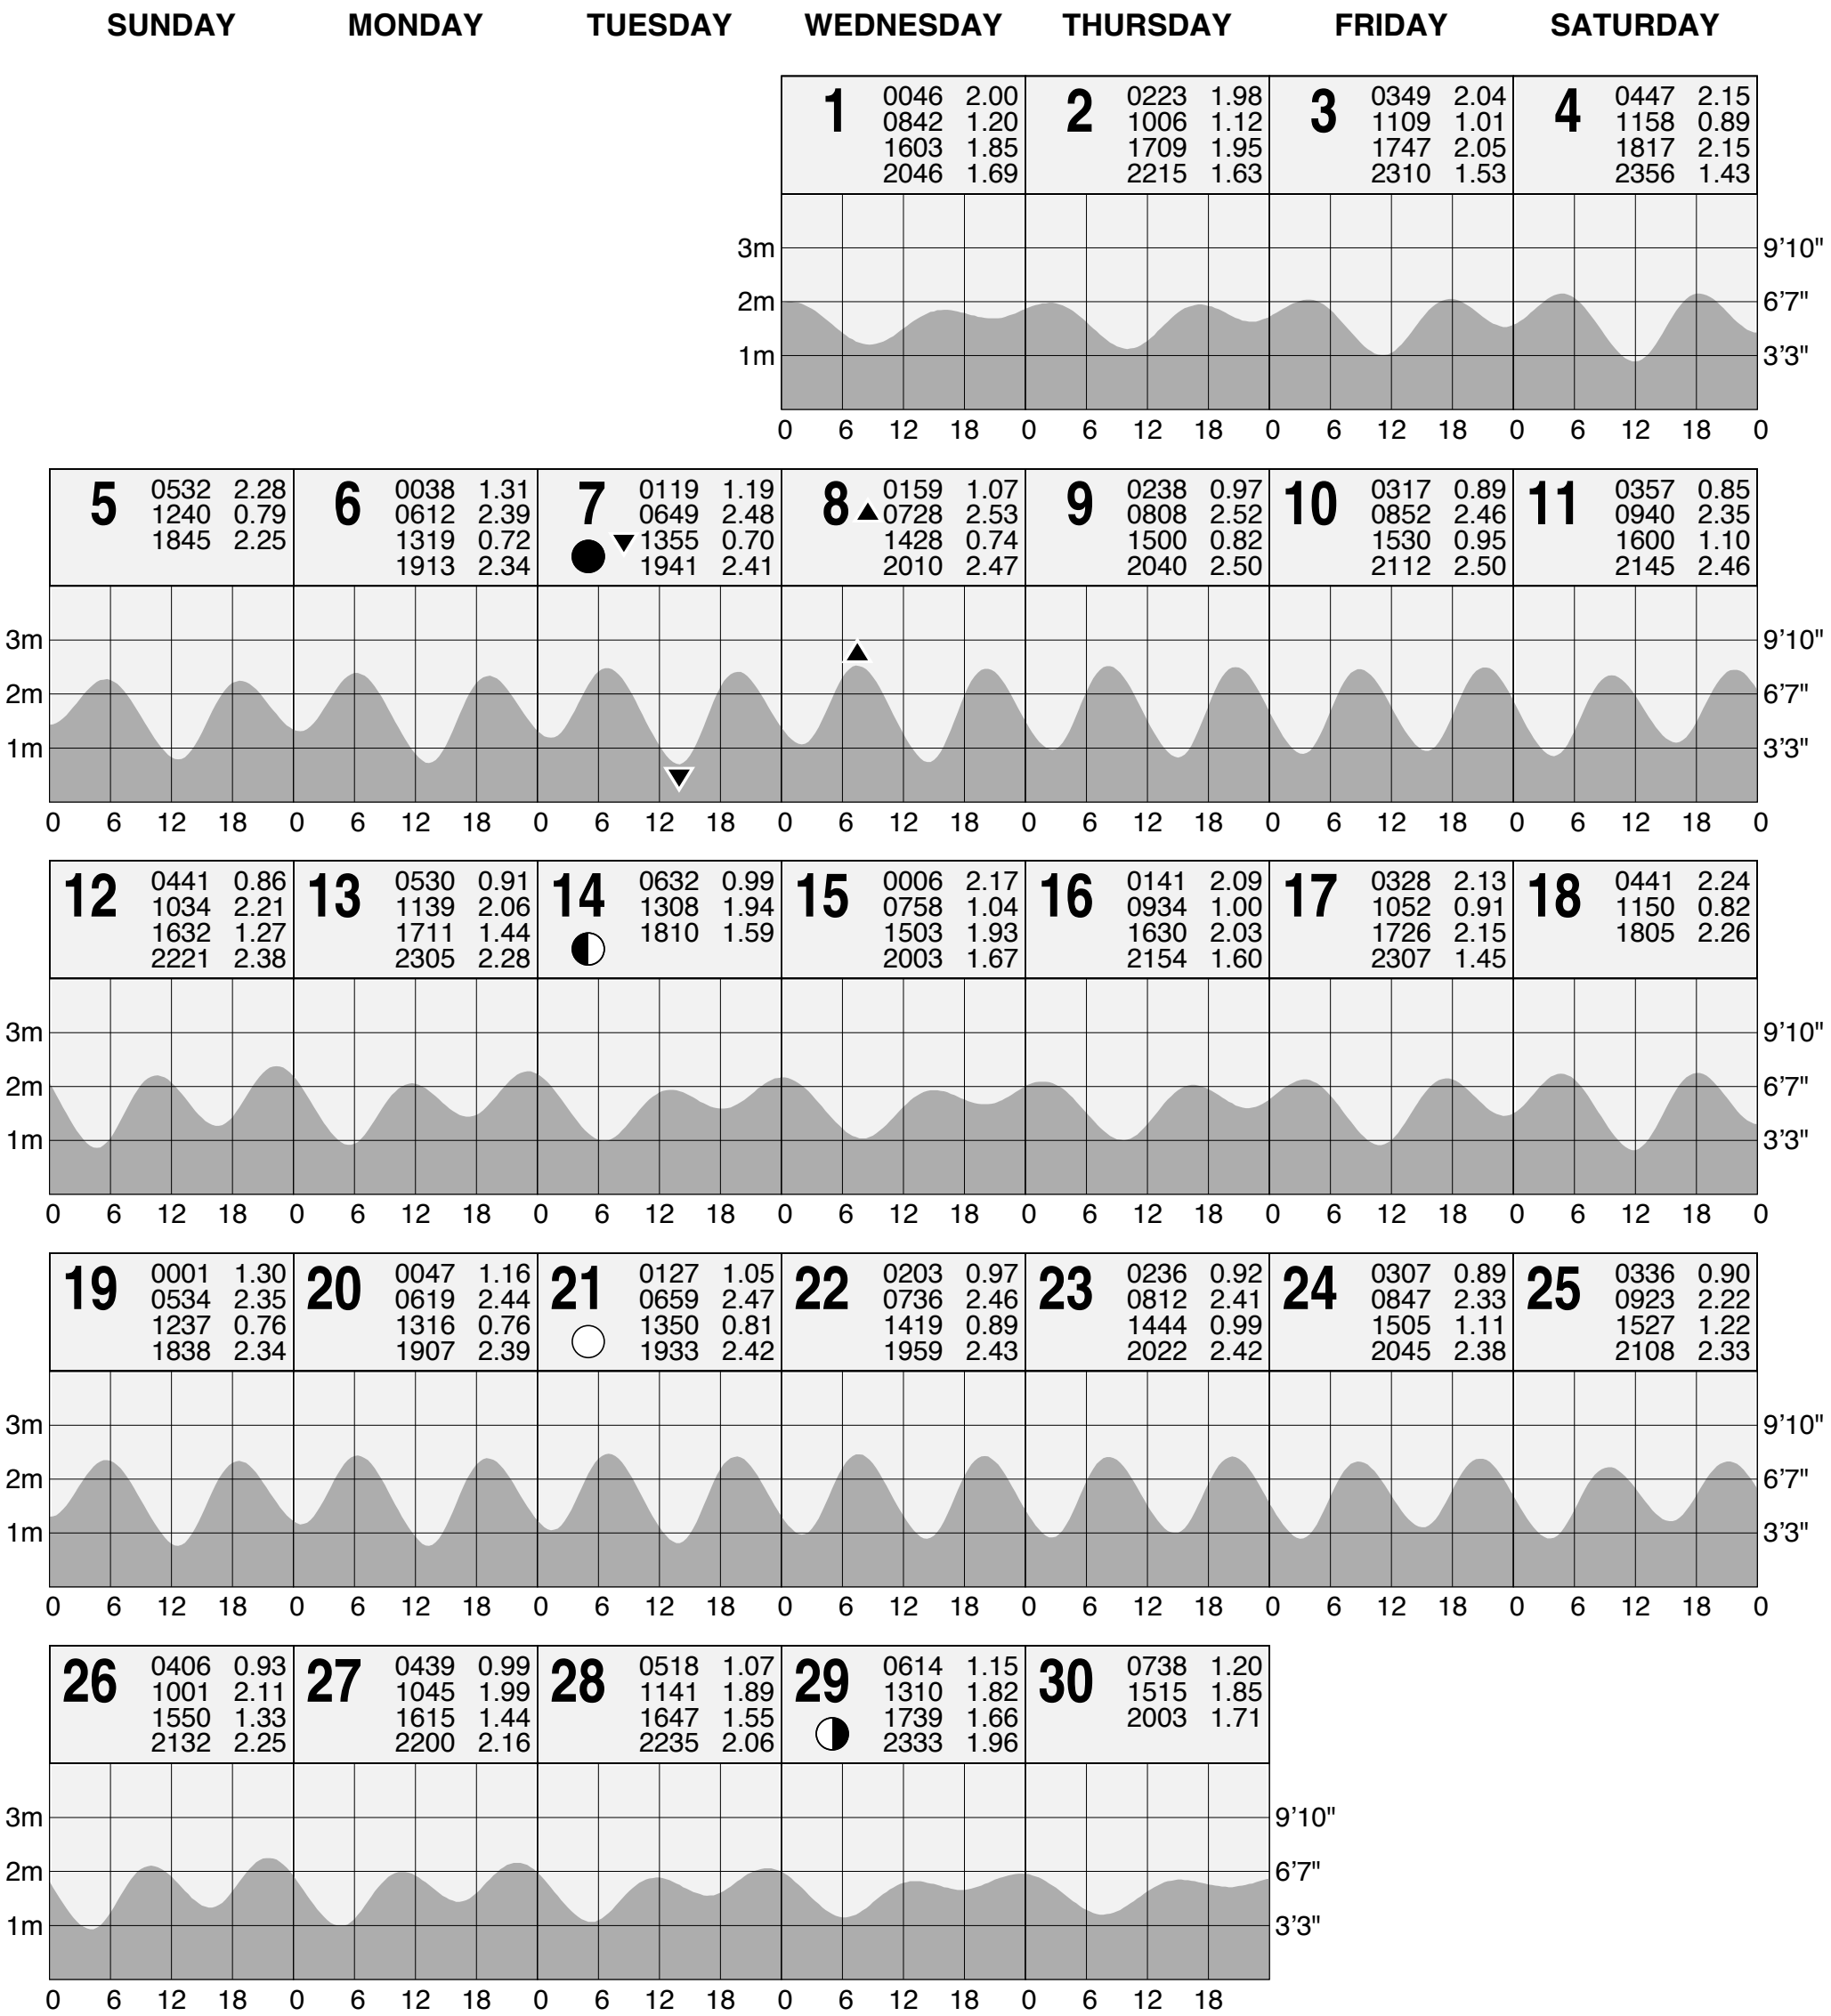 SUNDAY MONDAY TUESDAY WEDNESDAY THURSDAY FRIDAY SATURDAY
1 0046 2.00
0842 1.20
1603 1.85
2046 1.69
2 0223 1.98
1006 1.12
1709 1.95
2215 1.63
3 0349 2.04
1109 1.01
1747 2.05
2310 1.53
4 0447 2.15
1158 0.89
1817 2.15
2356 1.43
3m 9'10"
2m 6'7"
1m 3'3"
0 6 12 18 0 6 12 18 0 6 12 18 0 6 12 18 0
5 0532 2.28
1240 0.79
1845 2.25
6 0038 1.31
0612 2.39
1319 0.72
1913 2.34
7 0119 1.19
0649 2.48
1355 0.70
1941 2.41
8 0159 1.07
0728 2.53
1428 0.74
2010 2.47
9 0238 0.97
0808 2.52
1500 0.82
2040 2.50
10 0317 0.89
0852 2.46
1530 0.95
2112 2.50
11 0357 0.85
0940 2.35
1600 1.10
2145 2.46
3m 9'10"
2m 6'7"
1m 3'3"
0 6 12 18 0 6 12 18 0 6 12 18 0 6 12 18 0 6 12 18 0 6 12 18 0 6 12 18 0
12 0441 0.86
1034 2.21
1632 1.27
2221 2.38
13 0530 0.91
1139 2.06
1711 1.44
2305 2.28
14 0632 0.99
1308 1.94
1810 1.59
15 0006 2.17
0758 1.04
1503 1.93
2003 1.67
16 0141 2.09
0934 1.00
1630 2.03
2154 1.60
17 0328 2.13
1052 0.91
1726 2.15
2307 1.45
18 0441 2.24
1150 0.82
1805 2.26
3m 9'10"
2m 6'7"
1m 3'3"
0 6 12 18 0 6 12 18 0 6 12 18 0 6 12 18 0 6 12 18 0 6 12 18 0 6 12 18 0
19 0001 1.30
0534 2.35
1237 0.76
1838 2.34
20 0047 1.16
0619 2.44
1316 0.76
1907 2.39
21 0127 1.05
0659 2.47
1350 0.81
1933 2.42
22 0203 0.97
0736 2.46
1419 0.89
1959 2.43
23 0236 0.92
0812 2.41
1444 0.99
2022 2.42
24 0307 0.89
0847 2.33
1505 1.11
2045 2.38
25 0336 0.90
0923 2.22
1527 1.22
2108 2.33
3m 9'10"
2m 6'7"
1m 3'3"
0 6 12 18 0 6 12 18 0 6 12 18 0 6 12 18 0 6 12 18 0 6 12 18 0 6 12 18 0
26 0406 0.93
1001 2.11
1550 1.33
2132 2.25
27 0439 0.99
1045 1.99
1615 1.44
2200 2.16
28 0518 1.07
1141 1.89
1647 1.55
2235 2.06
29 0614 1.15
1310 1.82
1739 1.66
2333 1.96
30 0738 1.20
1515 1.85
2003 1.71
3m 9'10"
2m 6'7"
1m 3'3"
0 6 12 18 0 6 12 18 0 6 12 18 0 6 12 18 0 6 12 18